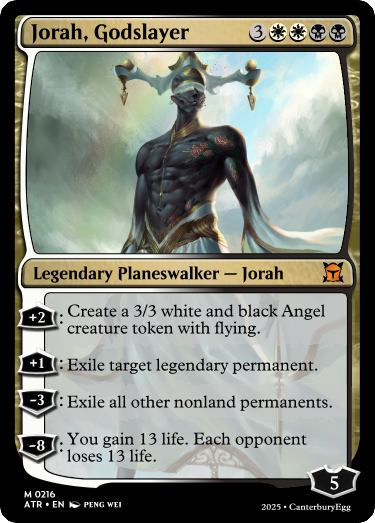 Jorah, Godslayer 3
Legendary Planeswalker — Jorah
+2: Create a 3/3 white and black Angel
creature token with flying.
+1: Exile target legendary permanent.
-3: Exile all other nonland permanents.
-8: You gain 13 life. Each opponent
loses 13 life.
5
M 0216
ATR • EN PENG WEI
2025 • CanterburyEgg